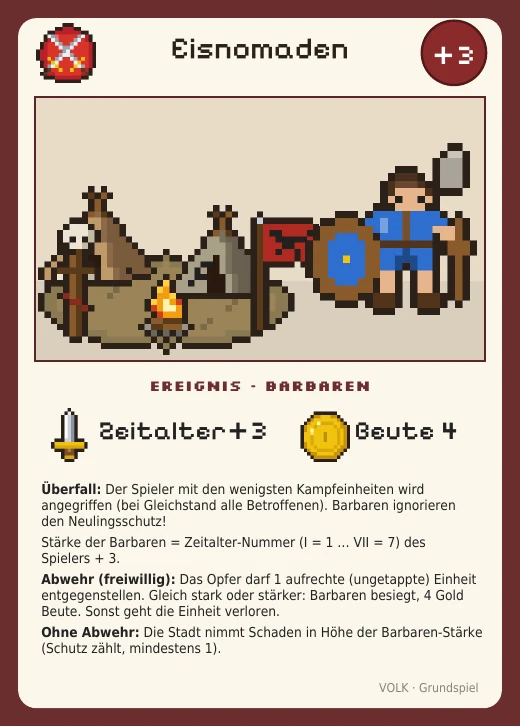 Eisnomaden
+3
EREIGNIS - BARBAREN
Zeitalter+3
Beute 4
Überfall: Der Spieler mit den wenigsten Kampfeinheiten wird
angegriffen (bei Gleichstand alle Betroffenen). Barbaren ignorieren
den Neulingsschutz!
Stärke der Barbaren = Zeitalter-Nummer (I = 1 … VII = 7) des
Spielers + 3.
Abwehr (freiwillig): Das Opfer darf 1 aufrechte (ungetappte) Einheit
entgegenstellen. Gleich stark oder stärker: Barbaren besiegt, 4 Gold
Beute. Sonst geht die Einheit verloren.
Ohne Abwehr: Die Stadt nimmt Schaden in Höhe der Barbaren-Stärke
(Schutz zählt, mindestens 1).
VOLK · Grundspiel